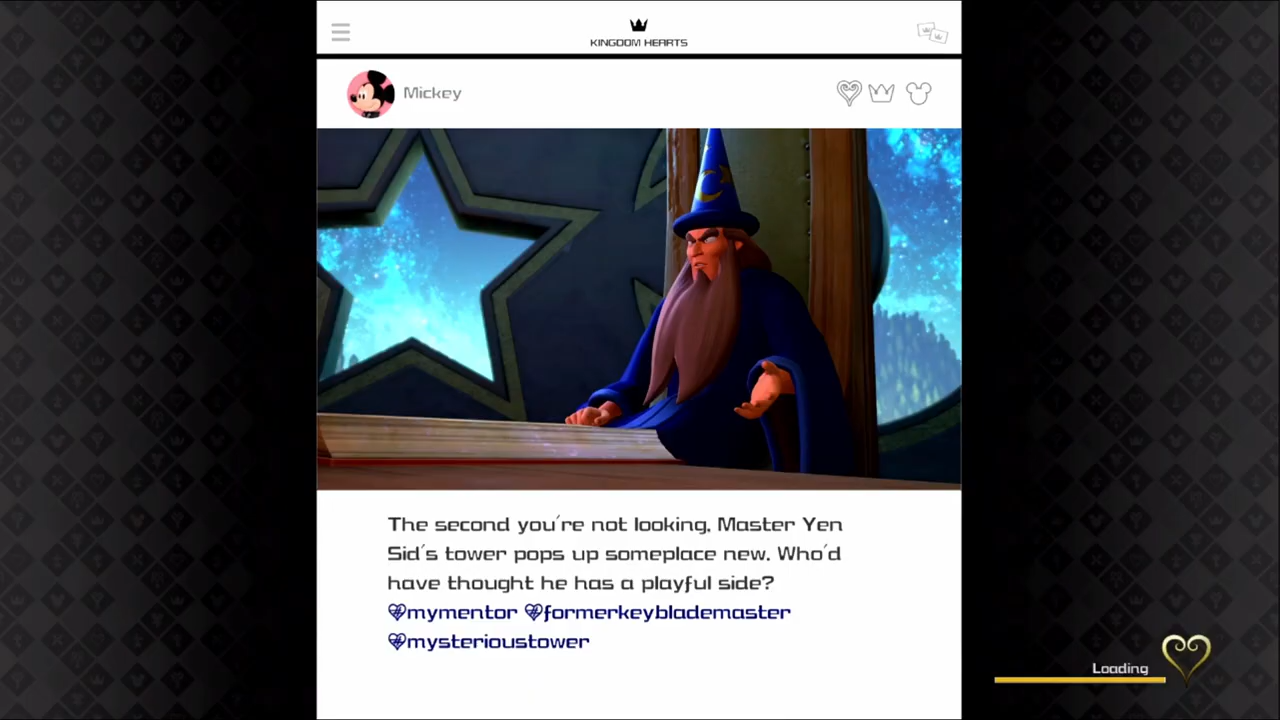 KINGDOM HEARTS
Mickey
The second you're not looking, Master Yen
Sid's tower pops up someplace new. Who'd
have thought he has a playful side?
#mymentor #formerkeyblademaster
#mysterioustower
Loading